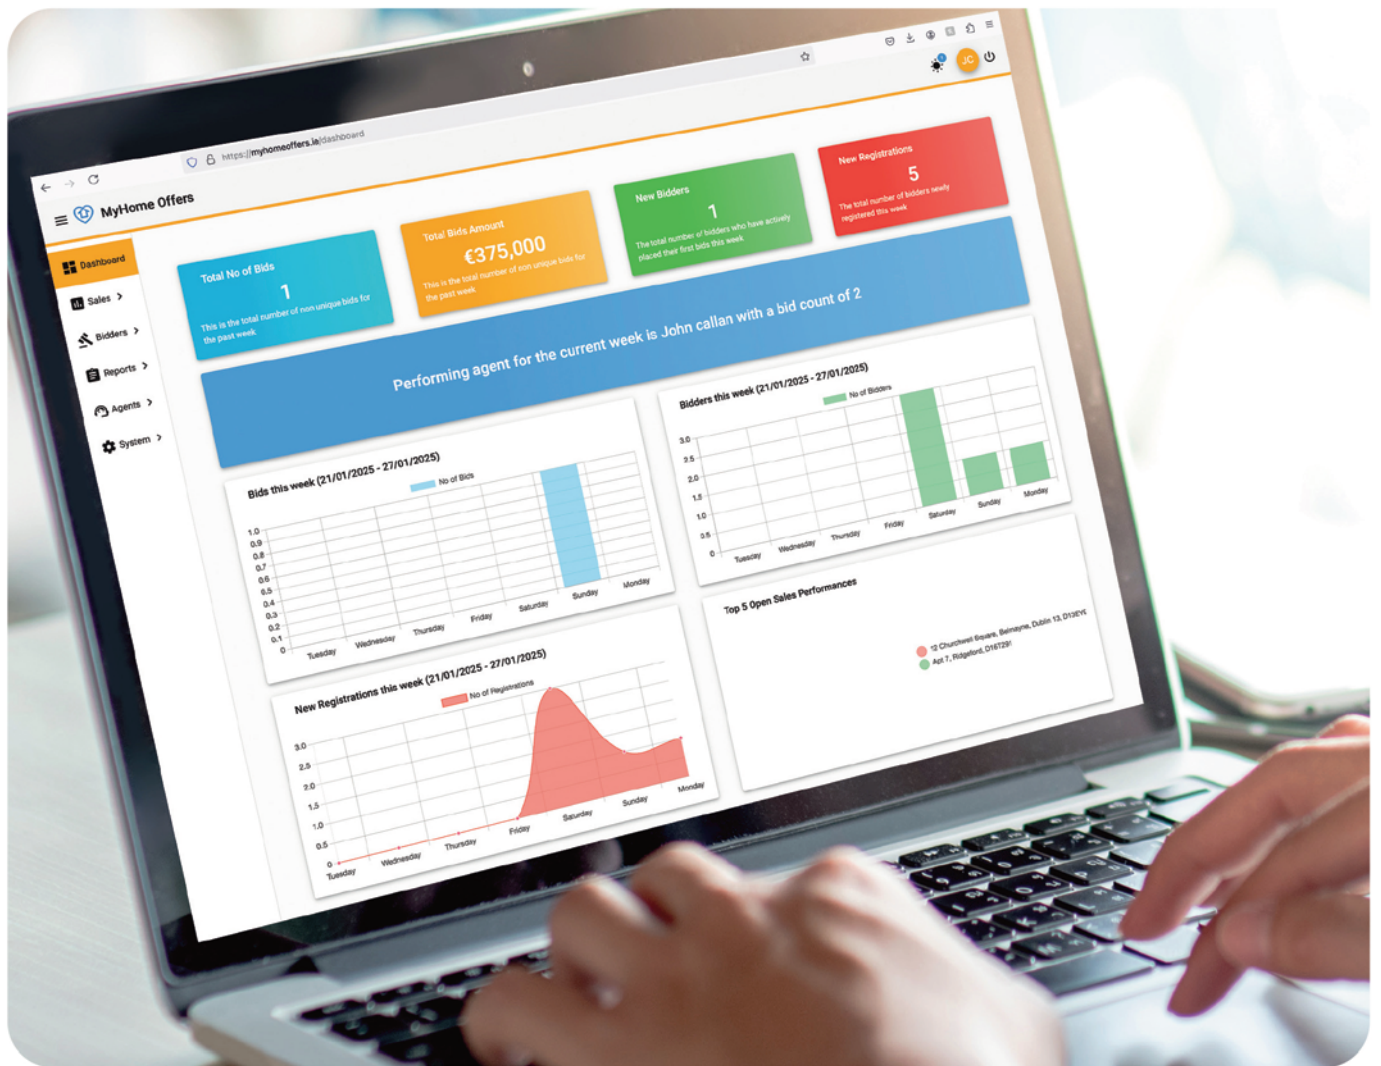 https://myhomeoffers.ie/dashboard
JC
MyHome Offers
Dashboard
Sales
Bidders
Reports
Agents
System
Total No of Bids
1
This is the total number of non unique bids for
the past week
Total Bids Amount
€375,000
This is the total number of non unique bids for
the past week
New Bidders
1
The total number of bidders who have actively
placed their first bids this week
New Registrations
5
The total number of bidders newly
registered this week
Performing agent for the current week is John callan with a bid count of 2
Bids this week (21/01/2025 - 27/01/2025)
No of Bids
1.0
0.9
0.8
0.7
0.6
0.5
0.4
0.3
0.2
0.1
0
Tuesday
Wednesday
Thursday
Friday
Saturday
Sunday
Monday
Bidders this week (21/01/2025 - 27/01/2025)
No of Bidders
3.0
2.5
2.0
1.5
1.0
0.5
0
Tuesday
Wednesday
Thursday
Friday
Saturday
Sunday
Monday
New Registrations this week (21/01/2025 - 27/01/2025)
No of Registrations
3.0
2.5
2.0
1.5
1.0
0.5
0
Tuesday
Wednesday
Thursday
Friday
Saturday
Sunday
Monday
Top 5 Open Sales Performances
12 Churchwell Square, Belmayne, Dublin 13, D13EV
Apt 7, Ridgeford, D16T291